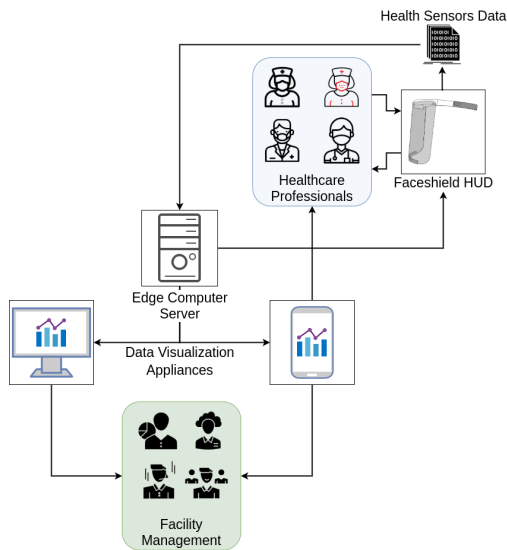 Health Sensors Data
Healthcare
Professionals
Faceshield HUD
Edge Computer
Server
Data Visualization
Appliances
Facility
Management